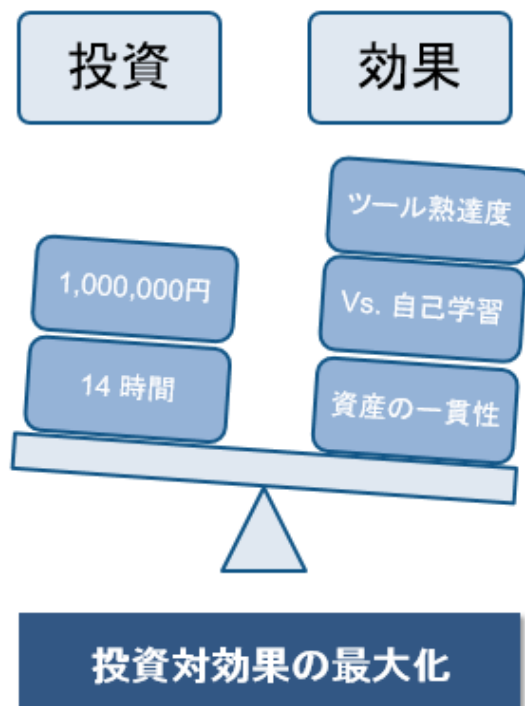 投資
効果
1,000,000円
14 時間
ツール熟達度
Vs. 自己学習
資産の一貫性
投資対効果の最大化